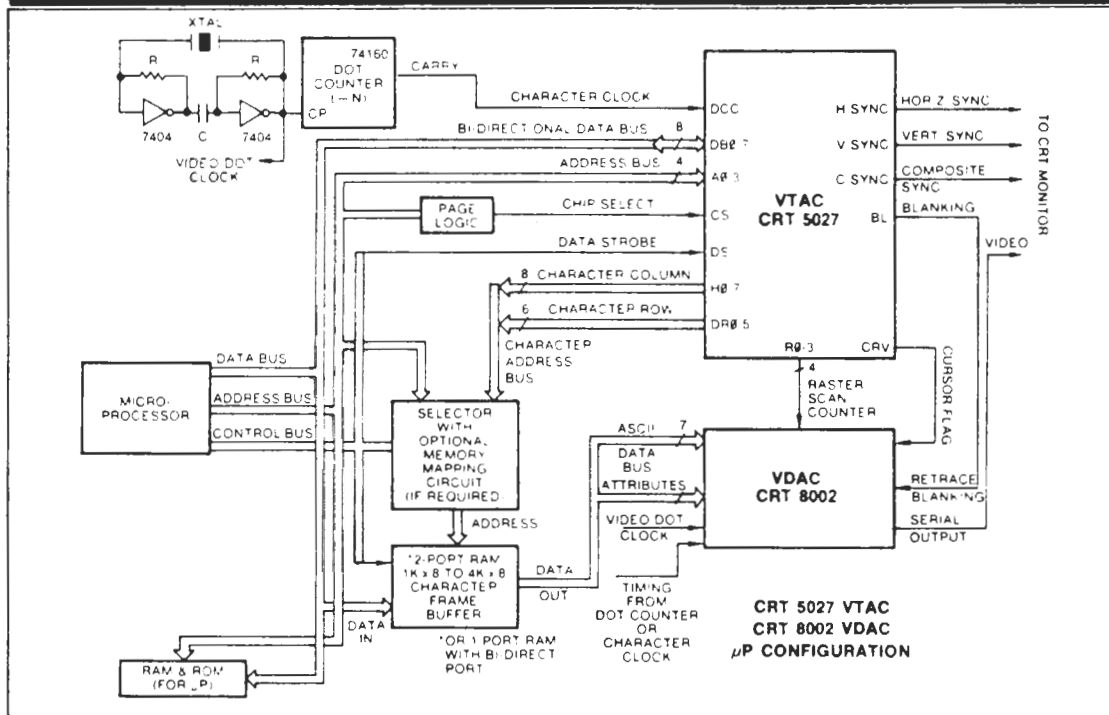 XTAL
R
R
7404
C
7404
VIDEO DOT
CLOCK
74160
DOT
COUNTER
(÷N)
CP
CARRY
CHARACTER CLOCK
BI-DIRECTIONAL DATA BUS
8
ADDRESS BUS
4
PAGE
LOGIC
CHIP SELECT
DATA STROBE
8
CHARACTER COLUMN
6
CHARACTER ROW
CHARACTER
ADDRESS
BUS
DCC
DB0-7
A0-3
CS
DS
H0-7
DR0-5
VTAC
CRT 5027
R0-3
CRV
H SYNC
V SYNC
C SYNC
BL
HORIZ SYNC
VERT SYNC
COMPOSITE
SYNC
BLANKING
VIDEO
TO CRT MONITOR
4
RASTER
SCAN
COUNTER
CURSOR FLAG
MICRO-
PROCESSOR
DATA BUS
ADDRESS BUS
CONTROL BUS
SELECTOR
WITH
OPTIONAL
MEMORY
MAPPING
CIRCUIT
(IF REQUIRED)
ADDRESS
*2-PORT RAM
1K x 8 TO 4K x 8
CHARACTER
FRAME
BUFFER
DATA
IN
DATA
OUT
*OR 1 PORT RAM
WITH BI-DIRECT
PORT
RAM & ROM
(FOR µP)
ASCII
7
DATA
BUS
ATTRIBUTES
7
VIDEO DOT
CLOCK
TIMING
FROM
DOT COUNTER
OR
CHARACTER
CLOCK
VDAC
CRT 8002
RETRACE
BLANKING
SERIAL
OUTPUT
CRT 5027 VTAC
CRT 8002 VDAC
µP CONFIGURATION